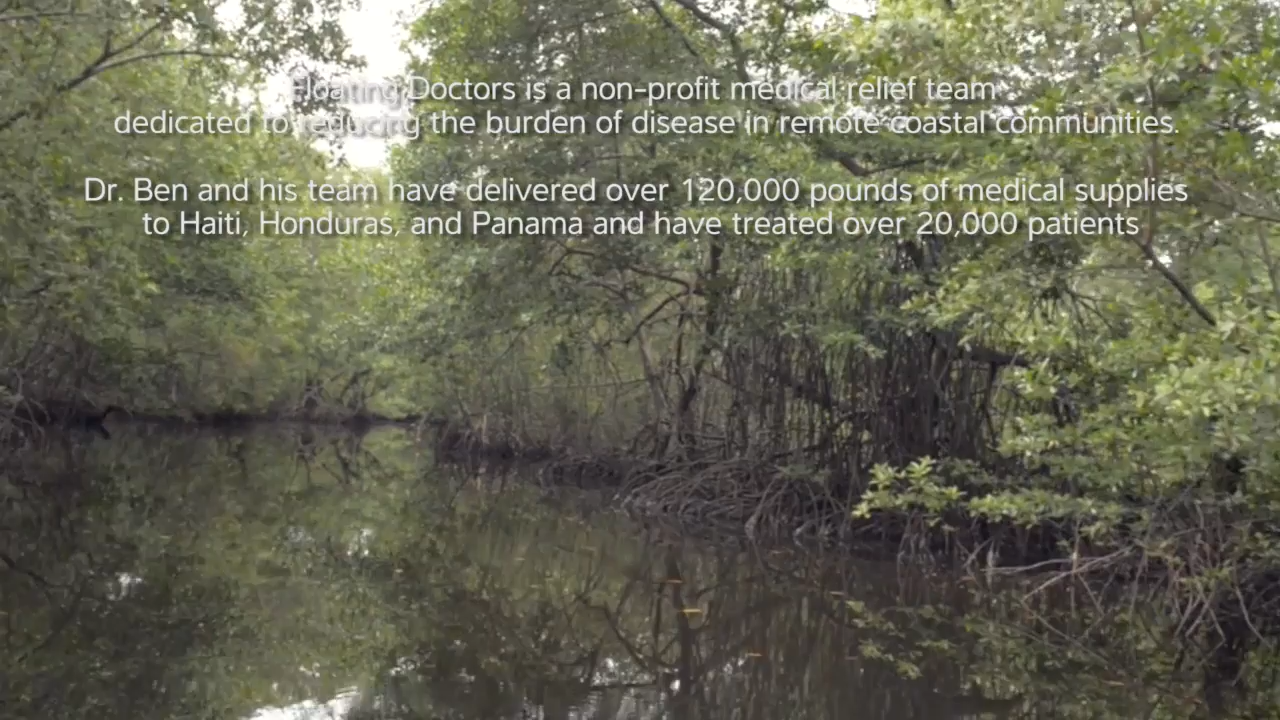 Floating Doctors is a non-profit medical relief team
dedicated to reducing the burden of disease in remote coastal communities.
Dr. Ben and his team have delivered over 120,000 pounds of medical supplies
to Haiti, Honduras, and Panama and have treated over 20,000 patients